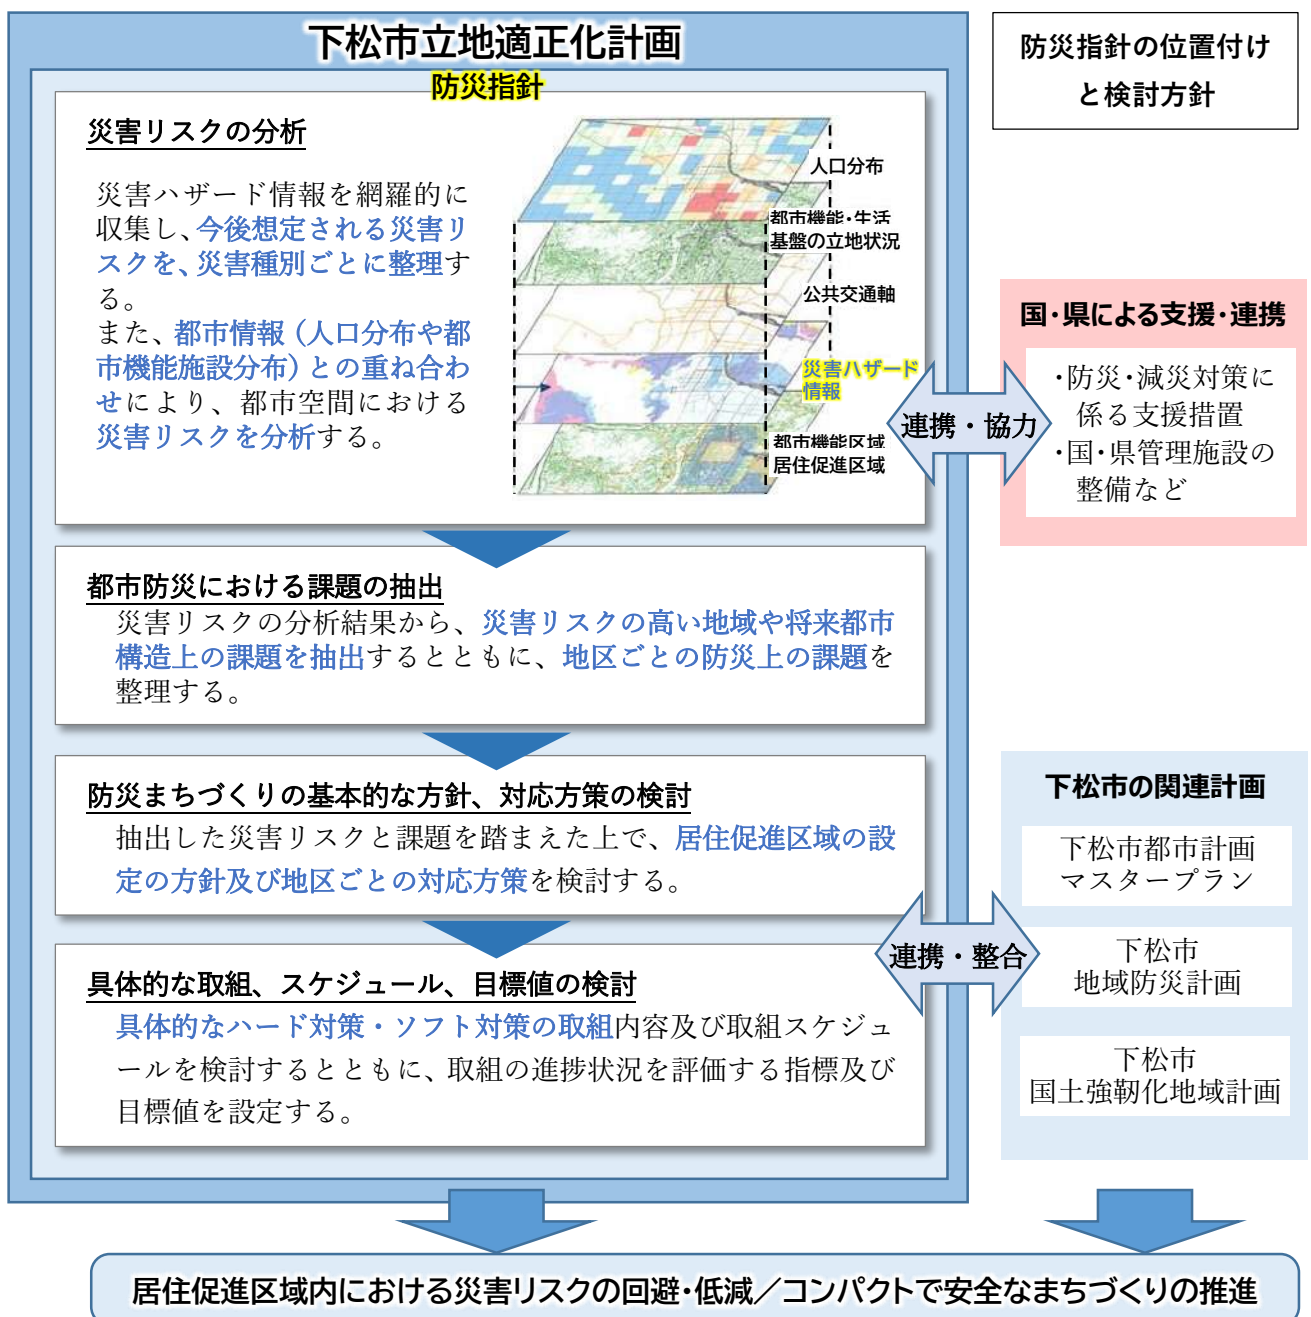 下松市立地適正化計画
防災指針
防災指針の位置付け
と検討方針
災害リスクの分析
災害ハザード情報を網羅的に
収集し、今後想定される災害リ
スクを、災害種別ごとに整理す
る。
また、都市情報（人口分布や都
市機能施設分布）との重ね合わ
せにより、都市空間における
災害リスクを分析する。
人口分布
都市機能・生活
基盤の立地状況
公共交通軸
災害ハザード
情報
都市機能区域
居住促進区域
連携・協力
国・県による支援・連携
・防災・減災対策に
係る支援措置
・国・県管理施設の
整備など
都市防災における課題の抽出
災害リスクの分析結果から、災害リスクの高い地域や将来都市
構造上の課題を抽出するとともに、地区ごとの防災上の課題を
整理する。
防災まちづくりの基本的な方針、対応方策の検討
抽出した災害リスクと課題を踏まえた上で、居住促進区域の設
定の方針及び地区ごとの対応方策を検討する。
具体的な取組、スケジュール、目標値の検討
具体的なハード対策・ソフト対策の取組内容及び取組スケジュ
ールを検討するとともに、取組の進捗状況を評価する指標及び
目標値を設定する。
連携・整合
下松市の関連計画
下松市都市計画
マスタープラン
下松市
地域防災計画
下松市
国土強靭化地域計画
居住促進区域内における災害リスクの回避・低減／コンパクトで安全なまちづくりの推進